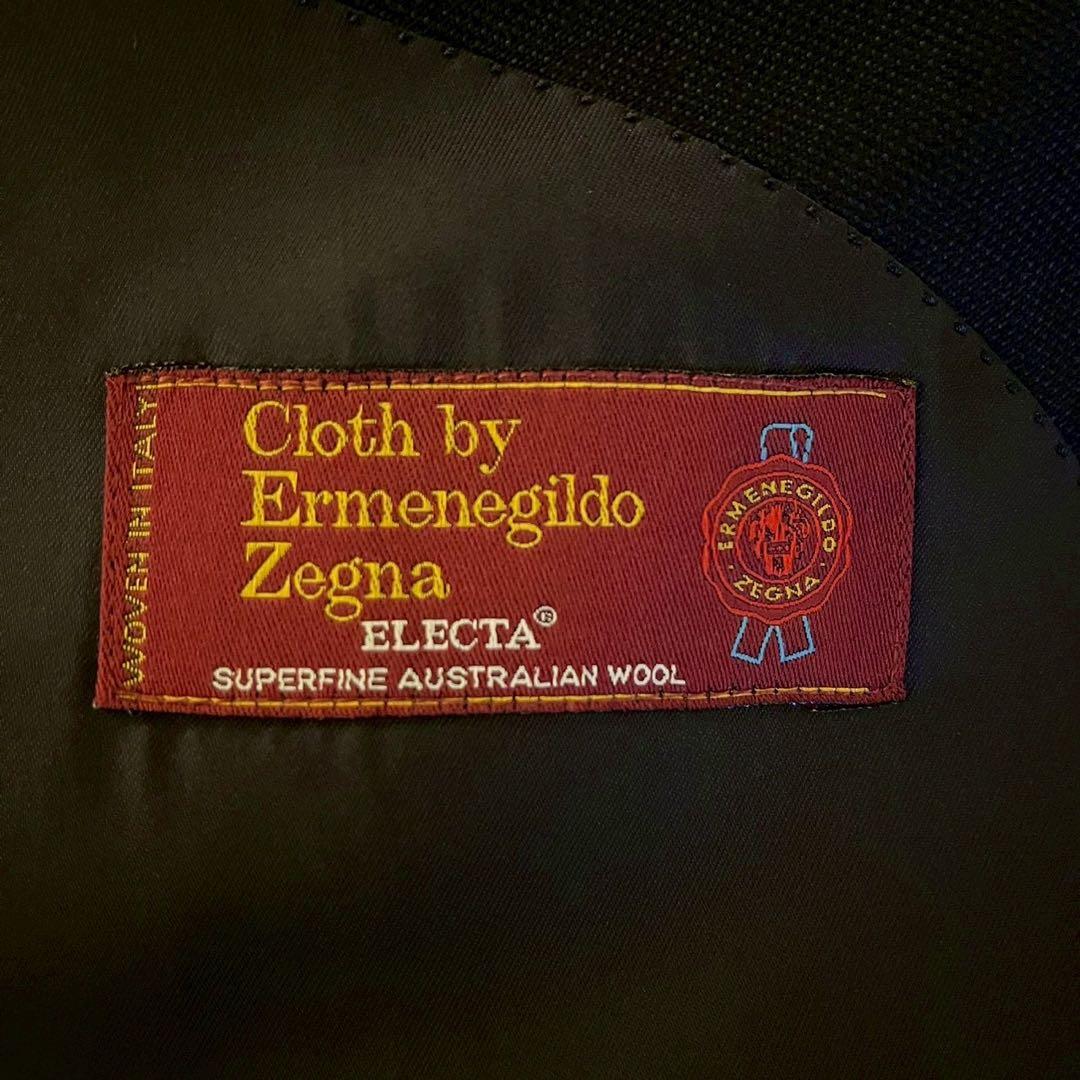 WOVEN IN ITALY
Cloth by
Ermenegildo
Zegna
ELECTA®
SUPERFINE AUSTRALIAN WOOL
ERMENEGILDO
· ZEGNA ·